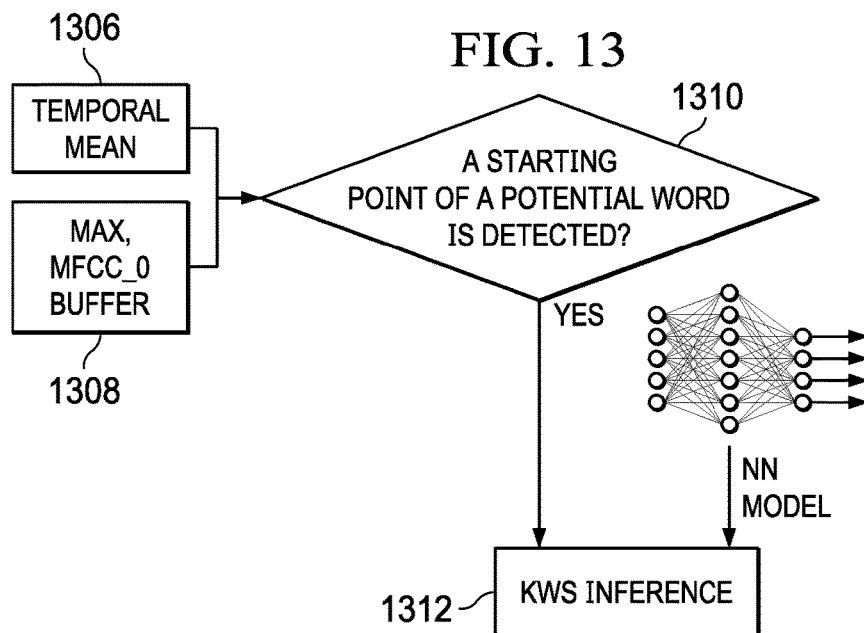 1306
FIG. 13
1310
TEMPORAL
MEAN
A STARTING
POINT OF A POTENTIAL WORD
IS DETECTED?
MAX,
MFCC_0
BUFFER
1308
YES
NN
MODEL
1312
KWS INFERENCE